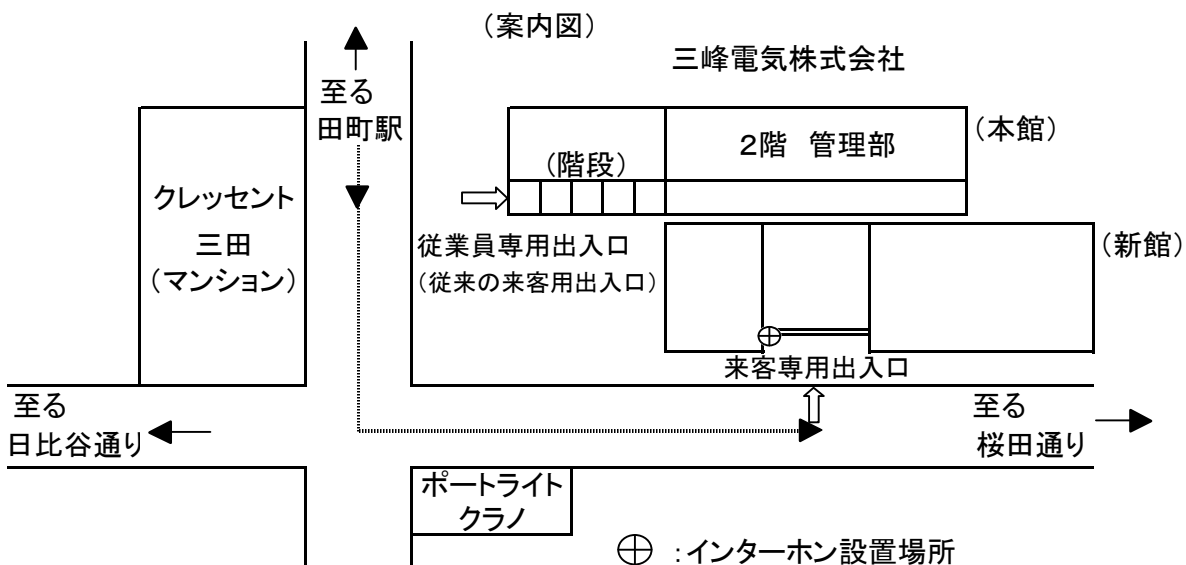 （案内図）
三峰電気株式会社
至る
田町駅
（階段）
２階 管理部
（本館）
クレッセント
三田
（マンション）
従業員専用出入口
（従来の来客用出入口）
（新館）
来客専用出入口
至る
日比谷通り
至る
桜田通り
ポートライト
クラノ
：インターホン設置場所